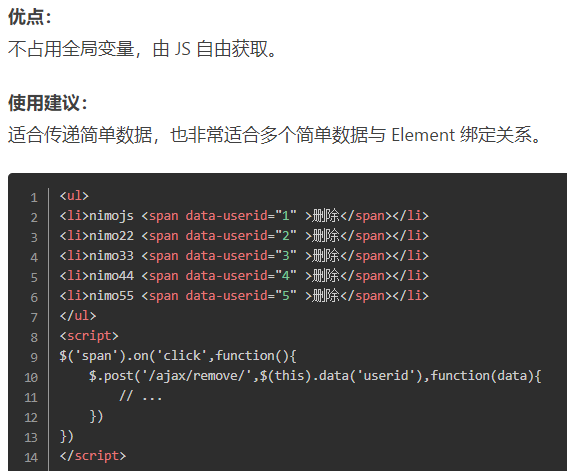 优点：
不占用全局变量，由 JS 自由获取。
使用建议：
适合传递简单数据，也非常适合多个简单数据与 Element 绑定关系。
1 <ul>
2 <li>nimojs <span data-userid="1" >删除</span></li>
3 <li>nimo22 <span data-userid="2" >删除</span></li>
4 <li>nimo33 <span data-userid="3" >删除</span></li>
5 <li>nimo44 <span data-userid="4" >删除</span></li>
6 <li>nimo55 <span data-userid="5" >删除</span></li>
7 </ul>
8 <script>
9 $('span').on('click',function(){
10     $.post('/ajax/remove/',$(this).data('userid'),function(data){
11         // ...
12     })
13 })
14 </script>